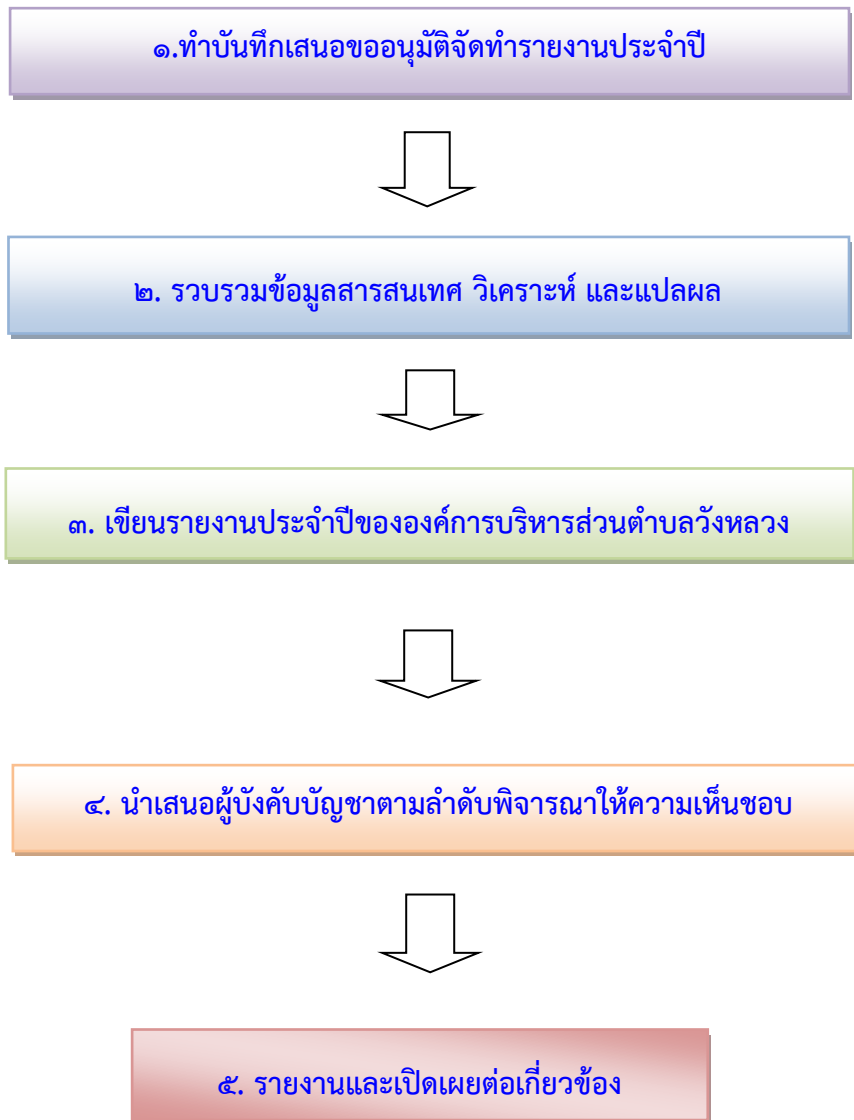 ๑.ทำบันทึกเสนอขออนุมัติจัดทำรายงานประจำปี
๒. รวบรวมข้อมูลสารสนเทศ วิเคราะห์ และแปลผล
๓. เขียนรายงานประจำปีขององค์การบริหารส่วนตำบลวังหลวง
๔. นำเสนอผู้บังคับบัญชาตามลำดับพิจารณาให้ความเห็นชอบ
๕. รายงานและเปิดเผยต่อเกี่ยวข้อง